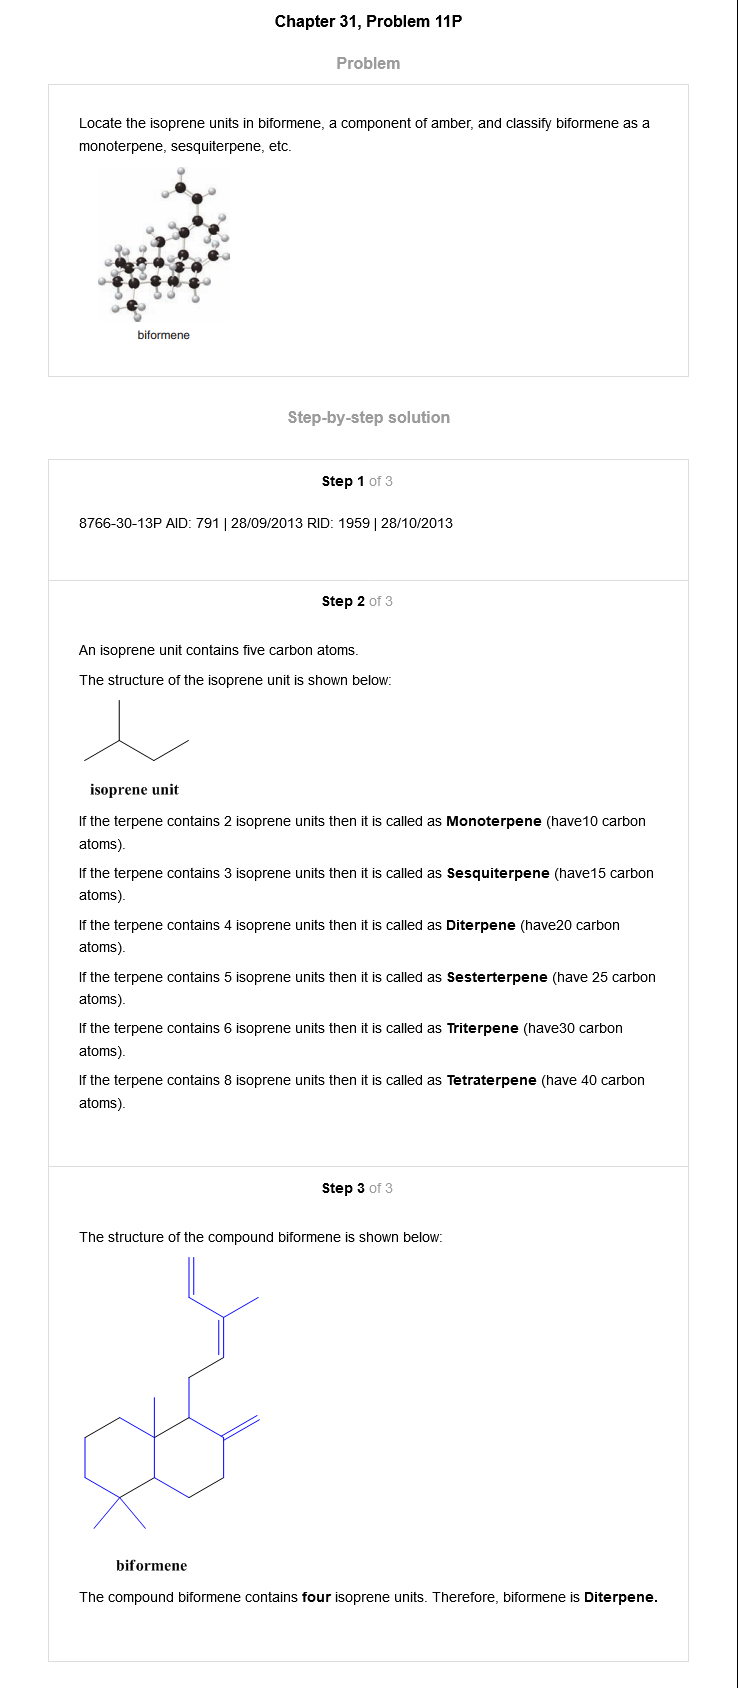 Chapter 31, Problem 11P
Problem
Locate the isoprene units in biformene, a component of amber, and classify biformene as a
monoterpene, sesquiterpene, etc.
biformene
Step-by-step solution
Step 1 of 3
8766-30-13P AID: 791 | 28/09/2013 RID: 1959 | 28/10/2013
Step 2 of 3
An isoprene unit contains five carbon atoms.
The structure of the isoprene unit is shown below:
isoprene unit
If the terpene contains 2 isoprene units then it is called as Monoterpene (have10 carbon
atoms).
If the terpene contains 3 isoprene units then it is called as Sesquiterpene (have15 carbon
atoms).
If the terpene contains 4 isoprene units then it is called as Diterpene (have20 carbon
atoms).
If the terpene contains 5 isoprene units then it is called as Sesterterpene (have 25 carbon
atoms).
If the terpene contains 6 isoprene units then it is called as Triterpene (have30 carbon
atoms).
If the terpene contains 8 isoprene units then it is called as Tetraterpene (have 40 carbon
atoms).
Step 3 of 3
The structure of the compound biformene is shown below:
biformene
The compound biformene contains four isoprene units. Therefore, biformene is Diterpene.